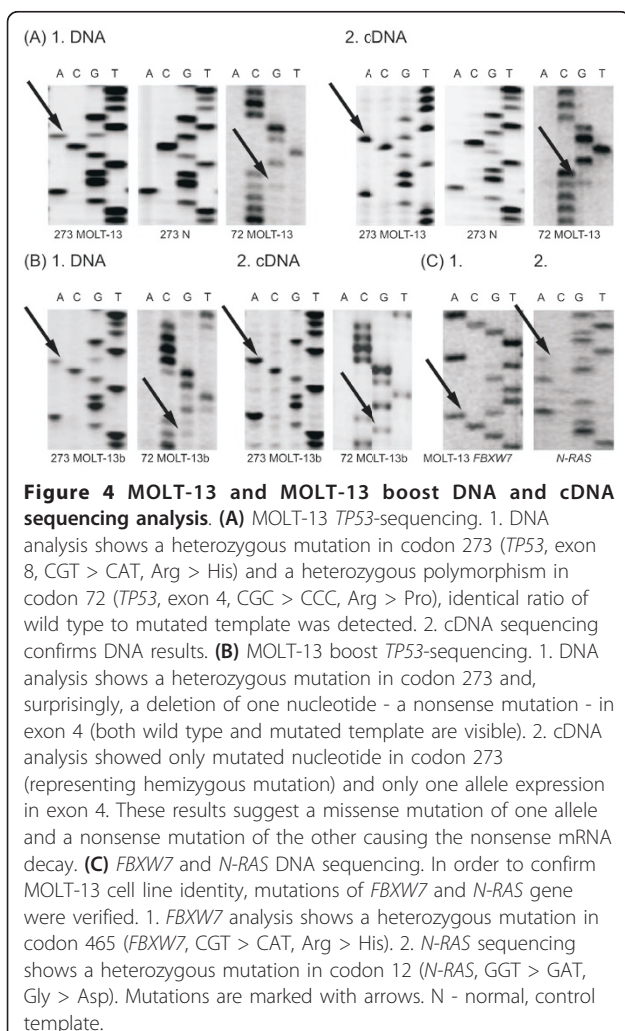 (A) 1. DNA 2. cDNA
A C G T A C G T A C G T A C G T A C G T A C G T
273 MOLT-13 273 N 72 MOLT-13 273 MOLT-13 273 N 72 MOLT-13
(B) 1. DNA 2. cDNA (C) 1. 2.
A C G T A C G T A C G T A C G T A C G T A C G T
273 MOLT-13b 72 MOLT-13b 273 MOLT-13b 72 MOLT-13b MOLT-13 FBXW7 N-RAS
Figure 4 MOLT-13 and MOLT-13 boost DNA and cDNA
sequencing analysis. (A) MOLT-13 TP53-sequencing. 1. DNA
analysis shows a heterozygous mutation in codon 273 (TP53, exon
8, CGT > CAT, Arg > His) and a heterozygous polymorphism in
codon 72 (TP53, exon 4, CGC > CCC, Arg > Pro), identical ratio of
wild type to mutated template was detected. 2. cDNA sequencing
confirms DNA results. (B) MOLT-13 boost TP53-sequencing. 1. DNA
analysis shows a heterozygous mutation in codon 273 and,
surprisingly, a deletion of one nucleotide - a nonsense mutation - in
exon 4 (both wild type and mutated template are visible). 2. cDNA
analysis showed only mutated nucleotide in codon 273
(representing hemizygous mutation) and only one allele expression
in exon 4. These results suggest a missense mutation of one allele
and a nonsense mutation of the other causing the nonsense mRNA
decay. (C) FBXW7 and N-RAS DNA sequencing. In order to confirm
MOLT-13 cell line identity, mutations of FBXW7 and N-RAS gene
were verified. 1. FBXW7 analysis shows a heterozygous mutation in
codon 465 (FBXW7, CGT > CAT, Arg > His). 2. N-RAS sequencing
shows a heterozygous mutation in codon 12 (N-RAS, GGT > GAT,
Gly > Asp). Mutations are marked with arrows. N - normal, control
template.